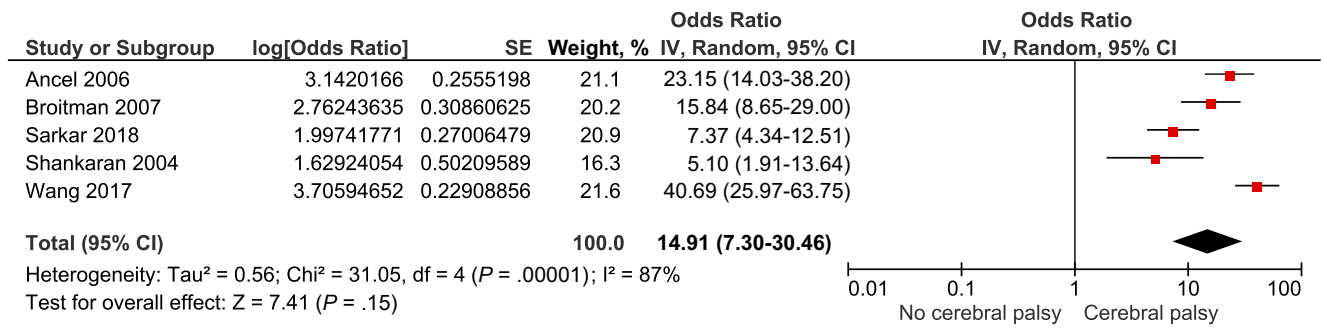 Odds Ratio Odds Ratio
Study or Subgroup log[Odds Ratio] SE Weight, % IV, Random, 95% CI IV, Random, 95% CI
Ancel 2006 3.1420166 0.2555198 21.1 23.15 (14.03-38.20)
Broitman 2007 2.76243635 0.30860625 20.2 15.84 (8.65-29.00)
Sarkar 2018 1.99741771 0.27006479 20.9 7.37 (4.34-12.51)
Shankaran 2004 1.62924054 0.50209589 16.3 5.10 (1.91-13.64)
Wang 2017 3.70594652 0.22908856 21.6 40.69 (25.97-63.75)
Total (95% CI) 100.0 14.91 (7.30-30.46)
Heterogeneity: Tau² = 0.56; Chi² = 31.05, df = 4 (P = .00001); I² = 87%
Test for overall effect: Z = 7.41 (P = .15)
0.01 0.1 1 10 100
No cerebral palsy Cerebral palsy